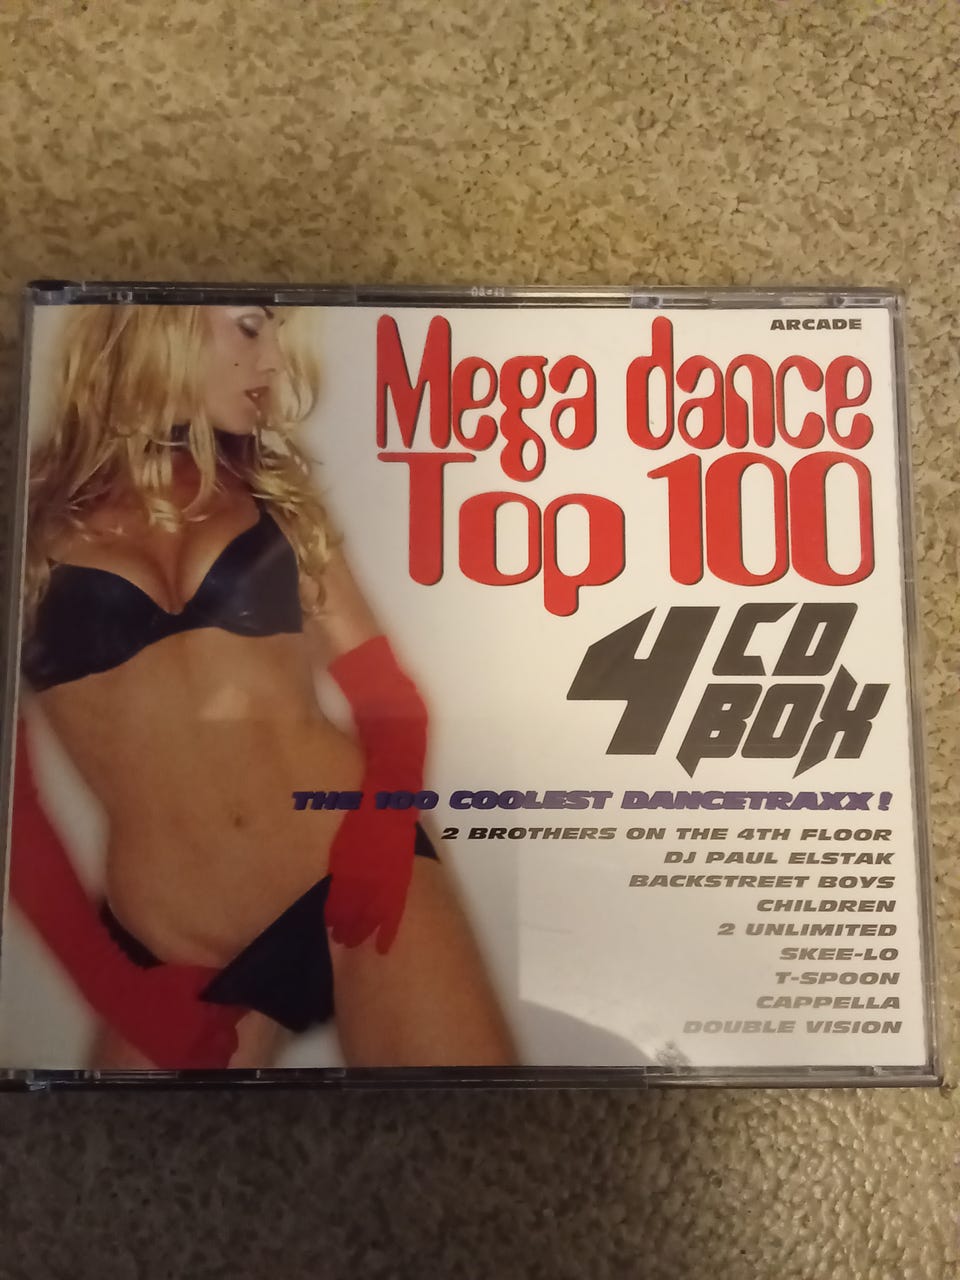 ARCADE
Mega dance
Top 100
4 CD
BOX
THE 100 COOLEST DANCETRAXX!
2 BROTHERS ON THE 4TH FLOOR
DJ PAUL ELSTAK
BACKSTREET BOYS
CHILDREN
2 UNLIMITED
SKEE-LO
T-SPOON
CAPPELLA
DOUBLE VISION